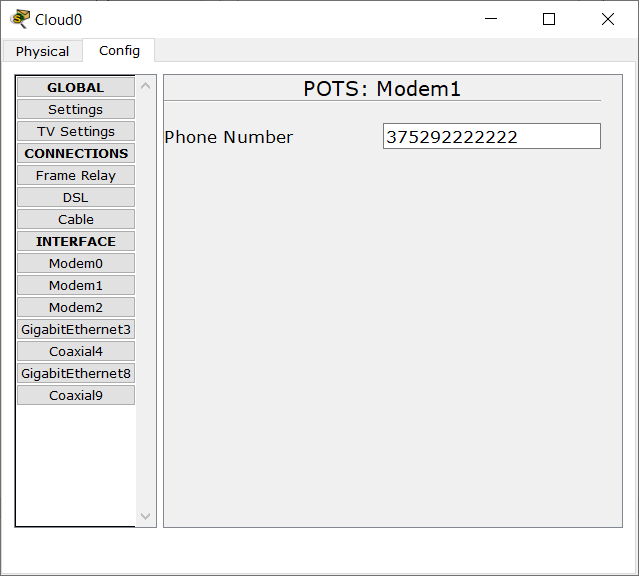 Cloud0
Physical
Config
GLOBAL
Settings
TV Settings
CONNECTIONS
Frame Relay
DSL
Cable
INTERFACE
Modem0
Modem1
Modem2
GigabitEthernet3
Coaxial4
GigabitEthernet8
Coaxial9
POTS: Modem1
Phone Number 375292222222